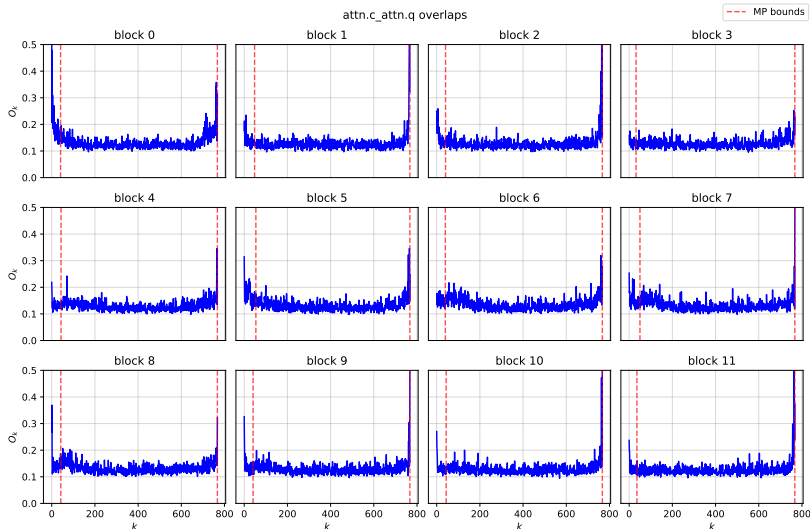 attn.c_attn.q overlaps
MP bounds
block 0
block 1
block 2
block 3
0.5
0.4
0.3
0.2
0.1
0.0
O_k
block 4
block 5
block 6
block 7
0.5
0.4
0.3
0.2
0.1
0.0
O_k
block 8
block 9
block 10
block 11
0.5
0.4
0.3
0.2
0.1
0.0
O_k
0 200 400 600 800 0 200 400 600 800 0 200 400 600 800 0 200 400 600 800
k k k k